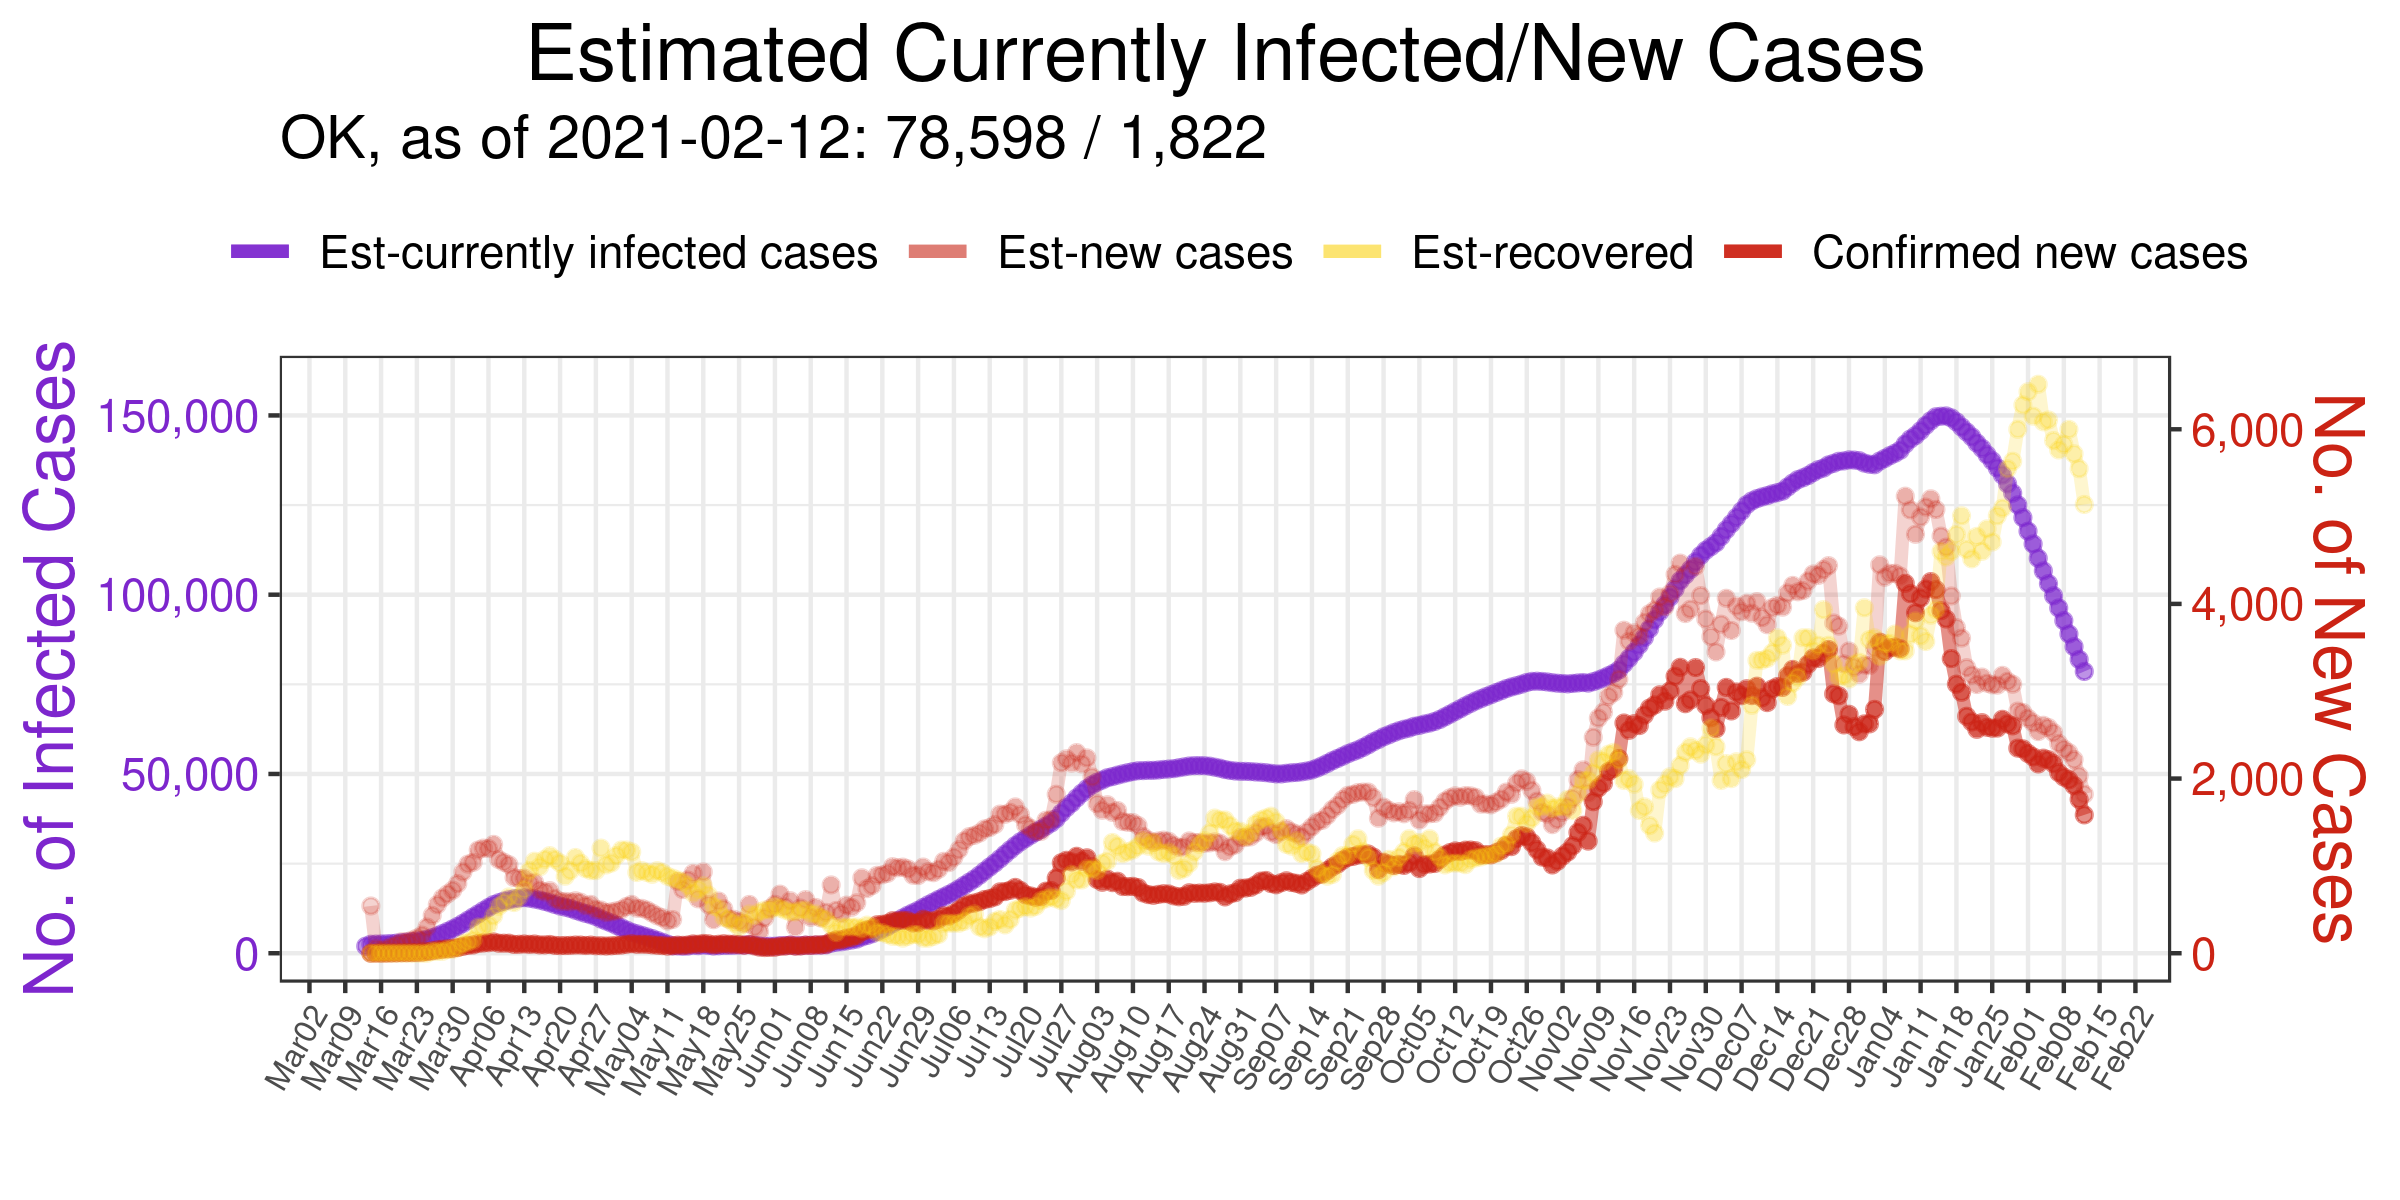 Estimated Currently Infected/New Cases
OK, as of 2021-02-12: 78,598 / 1,822
Est-currently infected cases Est-new cases Est-recovered Confirmed new cases
No. of Infected Cases
150,000
100,000
50,000
0
6,000
4,000
2,000
0
No. of New Cases
Mar02 Mar09 Mar16 Mar23 Mar30 Apr06 Apr13 Apr20 Apr27 May04 May11 May18 May25 Jun01 Jun08 Jun15 Jun22 Jun29 Jul06 Jul13 Jul20 Jul27 Aug03 Aug10 Aug17 Aug24 Aug31 Sep07 Sep14 Sep21 Sep28 Oct05 Oct12 Oct19 Oct26 Nov02 Nov09 Nov16 Nov23 Nov30 Dec07 Dec14 Dec21 Dec28 Jan04 Jan11 Jan18 Jan25 Feb01 Feb08 Feb15 Feb22